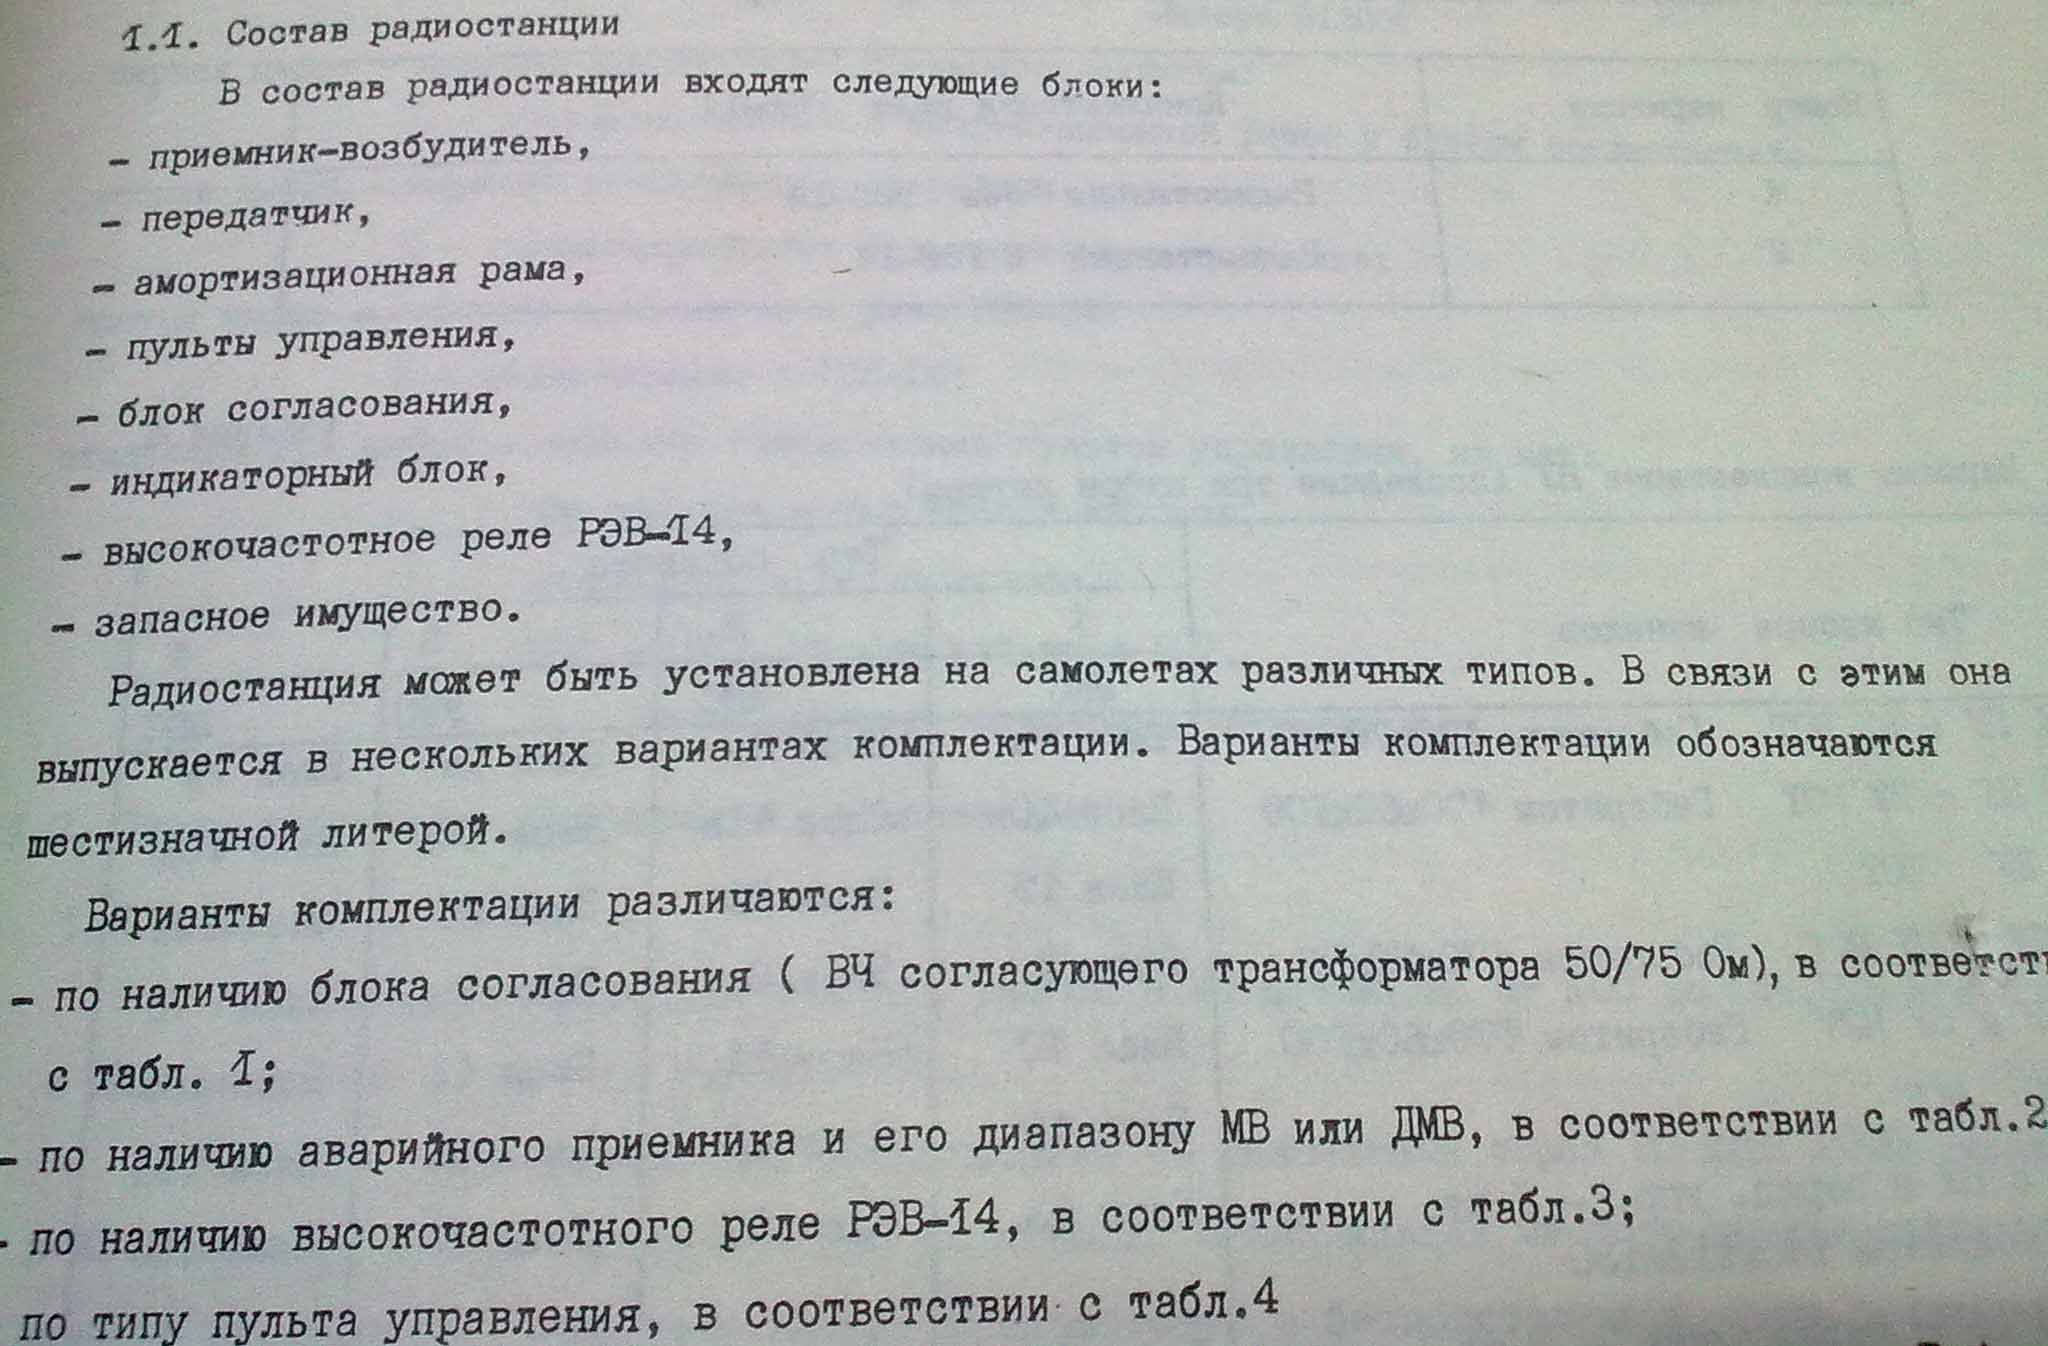 1.1. Состав радиостанции
В состав радиостанции входят следующие блоки:
- приемник-возбудитель,
- передатчик,
- амортизационная рама,
- пульты управления,
- блок согласования,
- индикаторный блок,
- высокочастотное реле РЭВ-14,
- запасное имущество.
Радиостанция может быть установлена на самолетах различных типов. В связи с этим она
выпускается в нескольких вариантах комплектации. Варианты комплектации обозначаются
шестизначной литерой.
Варианты комплектации различаются:
- по наличию блока согласования ( ВЧ согласующего трансформатора 50/75 Ом), в соответст
с табл. 1;
- по наличию аварийного приемника и его диапазону МВ или ДМВ, в соответствии с табл.2
- по наличию высокочастотного реле РЭВ-14, в соответствии с табл.3;
по типу пульта управления, в соответствии с табл.4